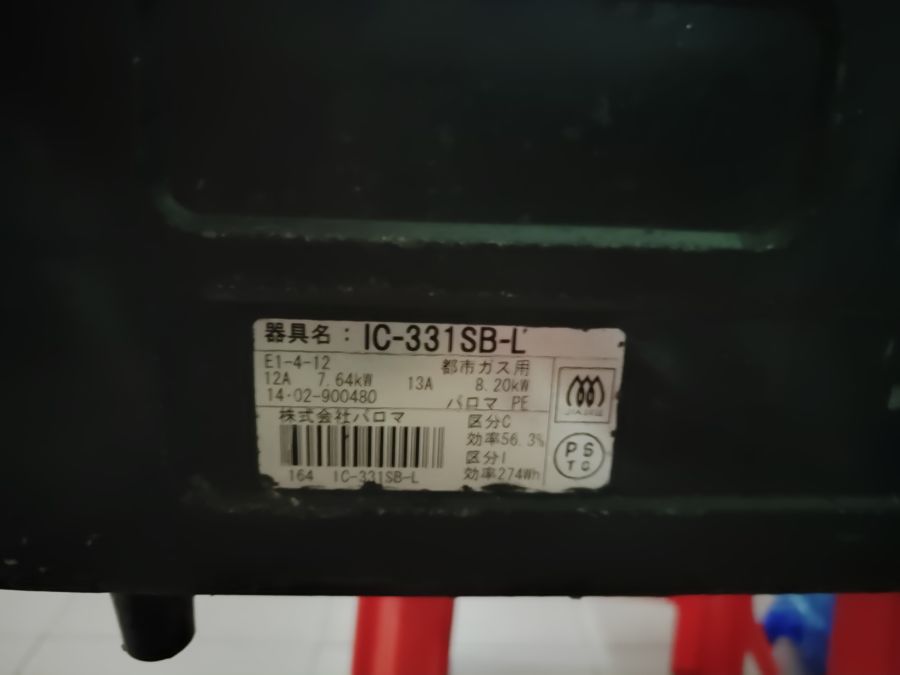 器具名：IC-331SB-L
E1-4-12 都市ガス用
12A 7.64kW 13A 8.20kW
14-02-900480 パロマ PE
株式会社パロマ
区分C
効率56.3%
区分I
効率274Wh
164 IC-331SB-L
PS
TG